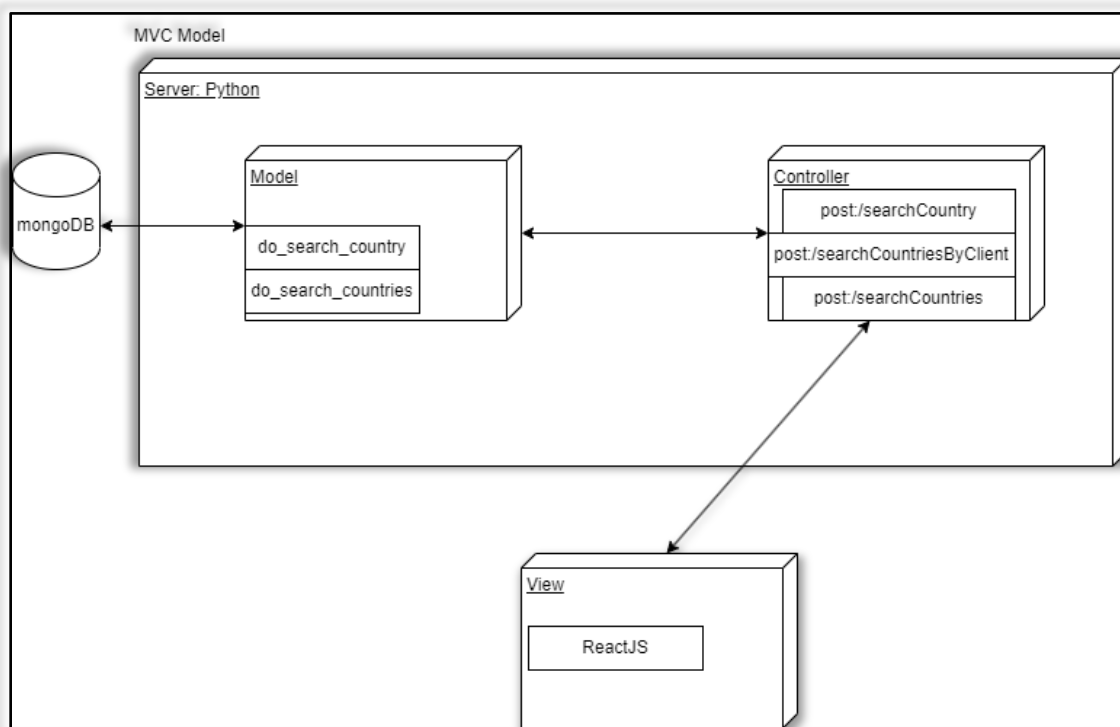 MVC Model
Server: Python
mongoDB
Model
do_search_country
do_search_countries
Controller
post:/searchCountry
post:/searchCountriesByClient
post:/searchCountries
View
ReactJS